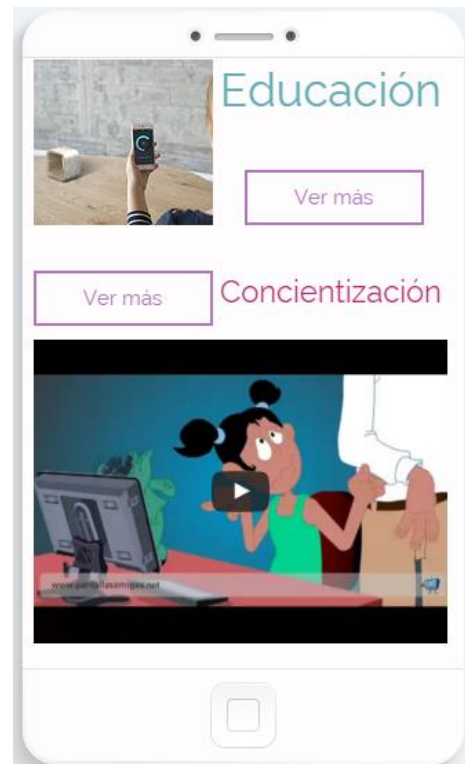 Educación
Ver más
Ver más
Concientización
www.pantallasamigas.net